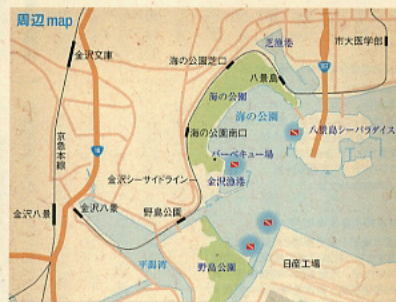 周辺map
金沢文庫
海の公園芝口
芝漁港
市大医学部
八景島
357
海の公園
海の公園
京急本線
海の公園南口
八景島シーパラダイス
16
バーベキュー場
金沢シーサイドライン
金沢漁港
金沢八景
金沢八景
野島公園
平潟湾
野島公園
日産工場